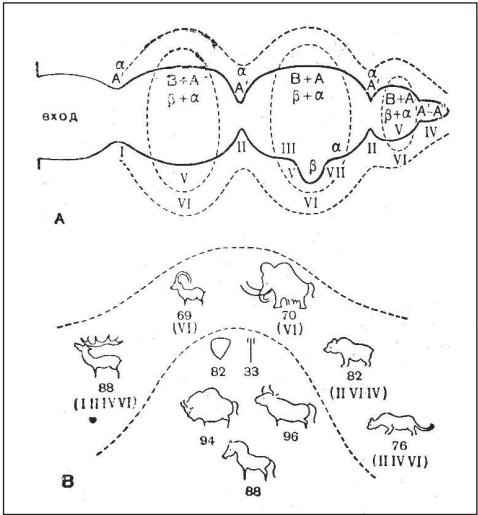 α α α
A A A
B+A B+A B+A
β+α β+α β+α A-A
вход V IV
I II III β α II VI
V V VII
VI VI
A
69 70
(VI) (VI)
82 33 82
88 (II VI IV)
(I II IV VI)
94 96 76
(II IV VI)
B 88